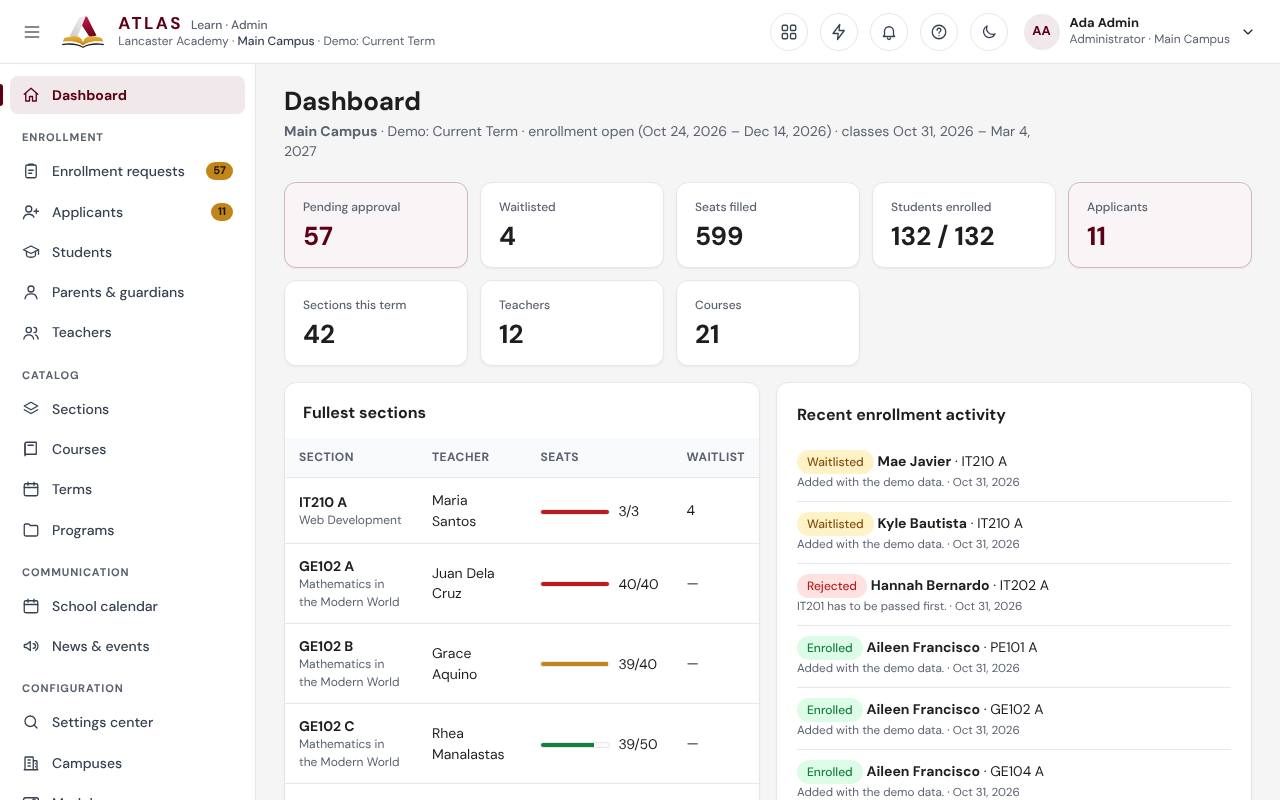 ATLAS Learn · Admin
Lancaster Academy · Main Campus · Demo: Current Term
AA
Ada Admin
Administrator · Main Campus
Dashboard
ENROLLMENT
Enrollment requests 57
Applicants 11
Students
Parents & guardians
Teachers
CATALOG
Sections
Courses
Terms
Programs
COMMUNICATION
School calendar
News & events
CONFIGURATION
Settings center
Campuses
Dashboard
Main Campus · Demo: Current Term · enrollment open (Oct 24, 2026 – Dec 14, 2026) · classes Oct 31, 2026 – Mar 4,
2027
Pending approval
57
Waitlisted
4
Seats filled
599
Students enrolled
132 / 132
Applicants
11
Sections this term
42
Teachers
12
Courses
21
Fullest sections
SECTION TEACHER SEATS WAITLIST
IT210 A
Web Development
Maria
Santos
3/3
4
GE102 A
Mathematics in
the Modern World
Juan Dela
Cruz
40/40
—
GE102 B
Mathematics in
the Modern World
Grace
Aquino
39/40
—
GE102 C
Mathematics in
the Modern World
Rhea
Manalastas
39/50
—
Recent enrollment activity
Waitlisted Mae Javier · IT210 A
Added with the demo data. · Oct 31, 2026
Waitlisted Kyle Bautista · IT210 A
Added with the demo data. · Oct 31, 2026
Rejected Hannah Bernardo · IT202 A
IT201 has to be passed first. · Oct 31, 2026
Enrolled Aileen Francisco · PE101 A
Added with the demo data. · Oct 31, 2026
Enrolled Aileen Francisco · GE102 A
Added with the demo data. · Oct 31, 2026
Enrolled Aileen Francisco · GE104 A
Added with the demo data. · Oct 31, 2026